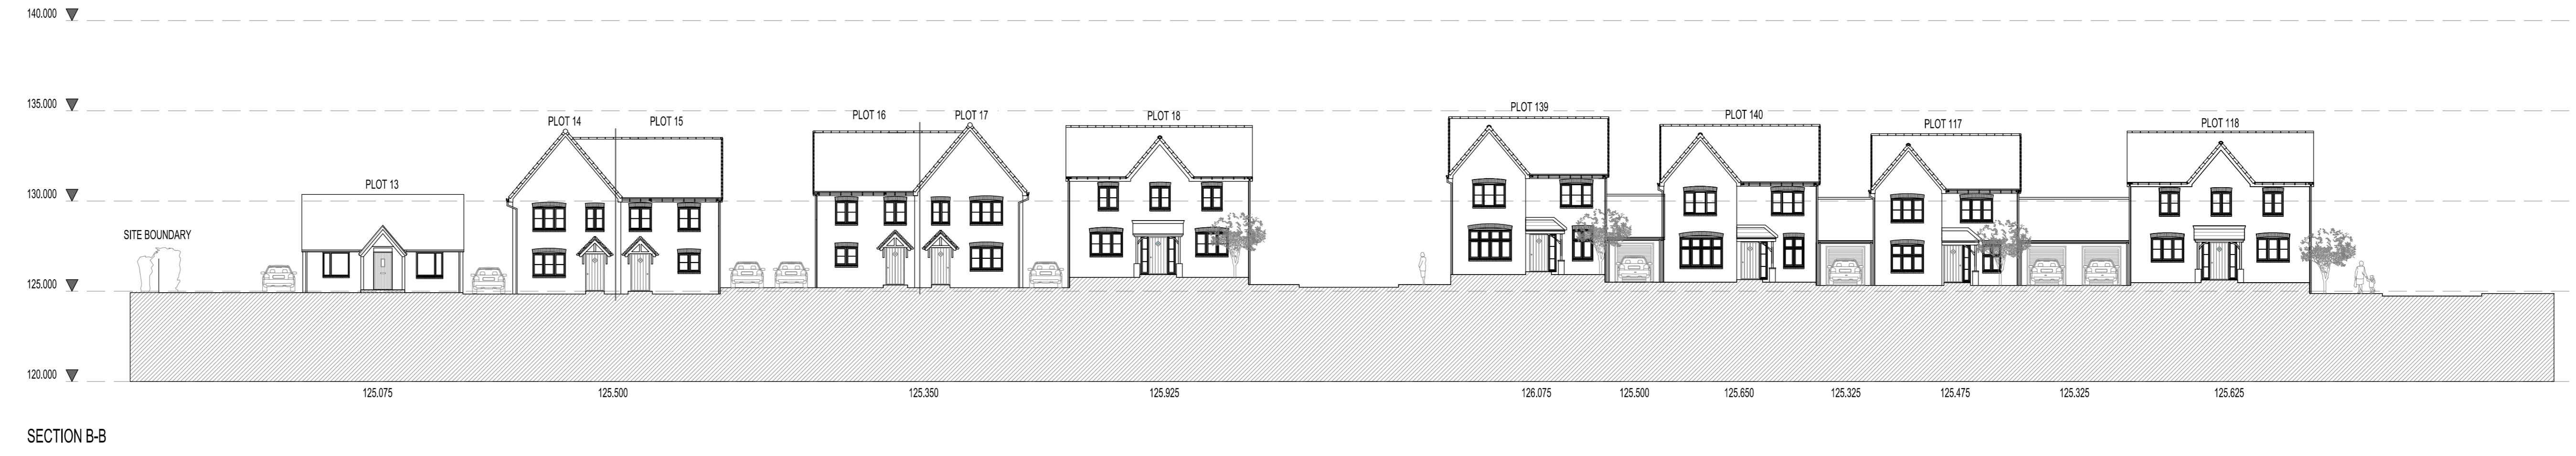 140.000
135.000
PLOT 139
PLOT 14
PLOT 15
PLOT 16
PLOT 17
PLOT 18
PLOT 140
PLOT 117
PLOT 118
130.000
PLOT 13
SITE BOUNDARY
125.000
120.000
125.075
125.500
125.350
125.925
126.075
125.500
125.650
125.325
125.475
125.325
125.625
SECTION B-B